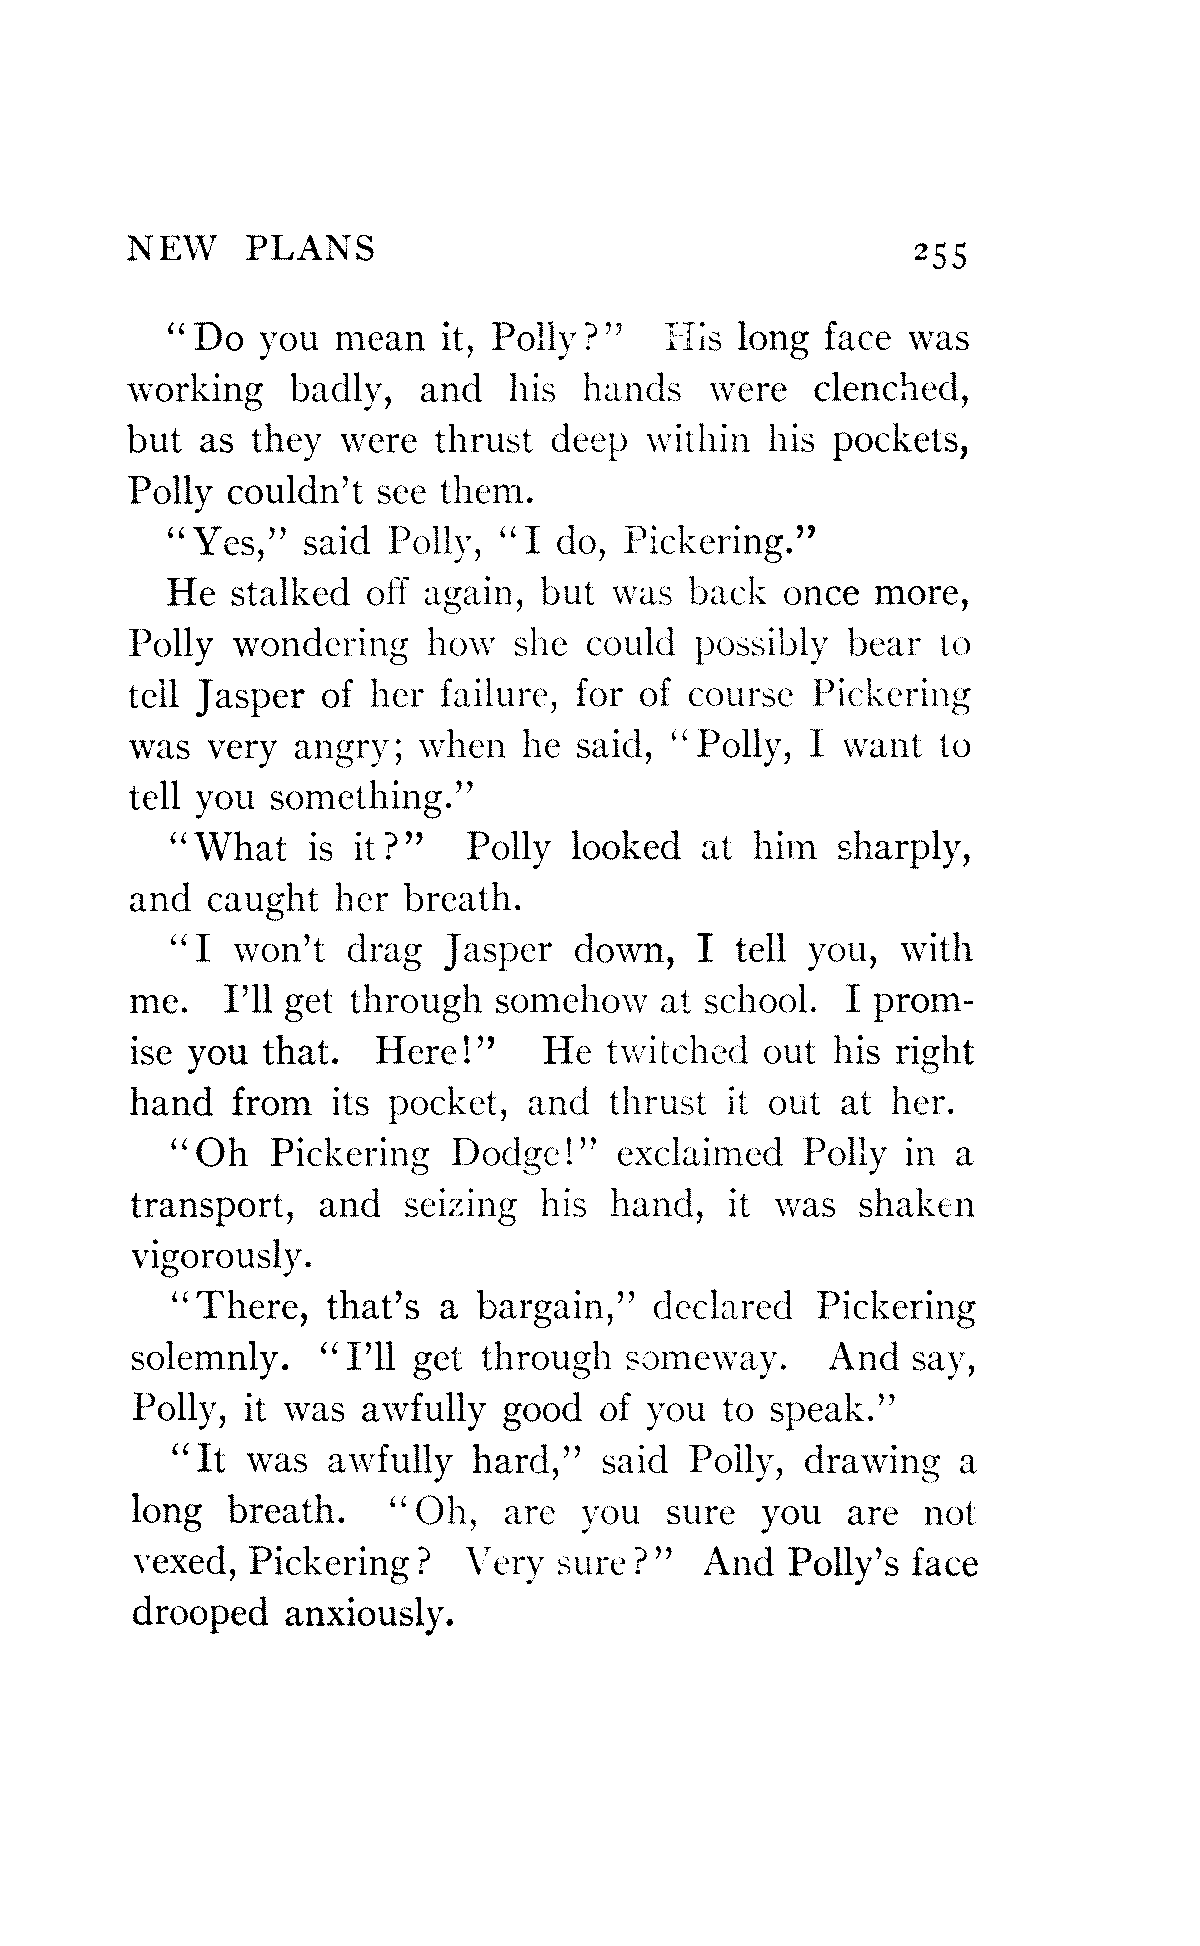 NEW PLANS 255
"Do you mean it, Polly?" His long face was
working badly, and his hands were clenched,
but as they were thrust deep within his pockets,
Polly couldn't see them.
"Yes," said Polly, "I do, Pickering."
He stalked off again, but was back once more,
Polly wondering how she could possibly bear to
tell Jasper of her failure, for of course Pickering
was very angry; when he said, "Polly, I want to
tell you something."
"What is it?" Polly looked at him sharply,
and caught her breath.
"I won't drag Jasper down, I tell you, with
me. I'll get through somehow at school. I prom-
ise you that. Here!" He twitched out his right
hand from its pocket, and thrust it out at her.
"Oh Pickering Dodge!" exclaimed Polly in a
transport, and seizing his hand, it was shaken
vigorously.
"There, that's a bargain," declared Pickering
solemnly. "I'll get through someway. And say,
Polly, it was awfully good of you to speak."
"It was awfully hard," said Polly, drawing a
long breath. "Oh, are you sure you are not
vexed, Pickering? Very sure?" And Polly's face
drooped anxiously.